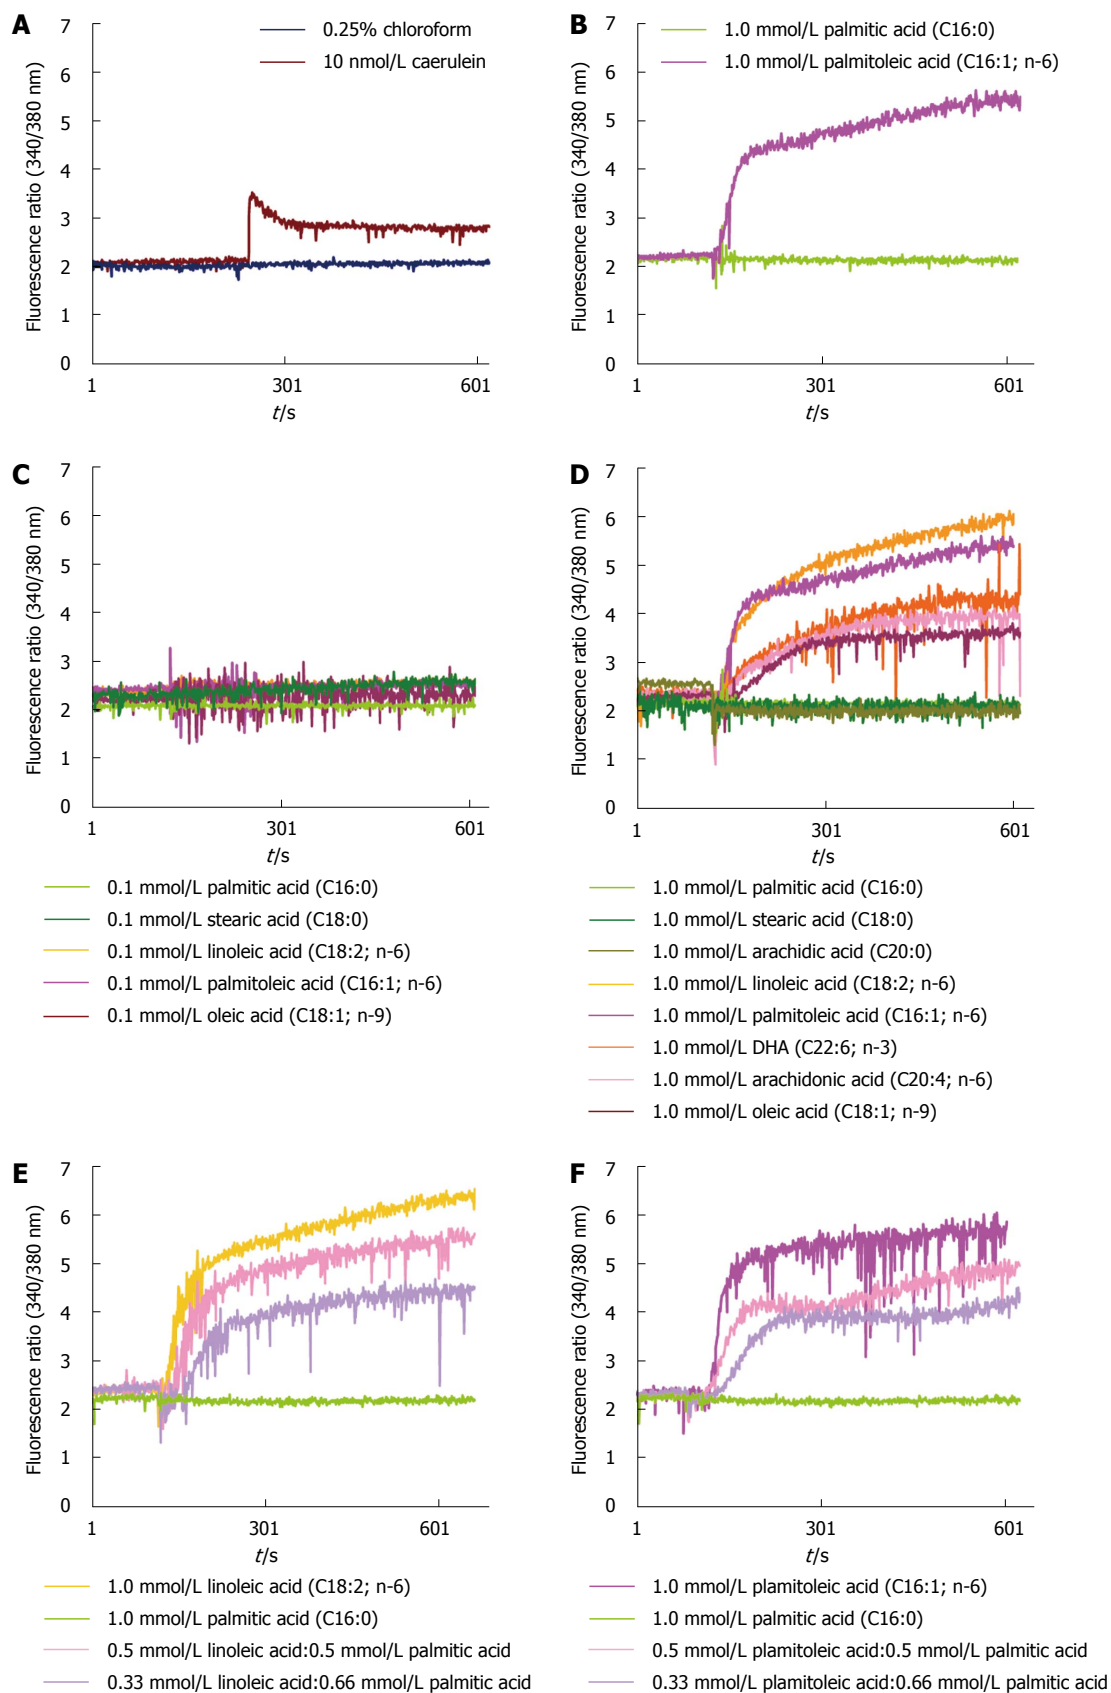 A
0.25% chloroform
10 nmol/L caerulein
Fluorescence ratio (340/380 nm)
7
6
5
4
3
2
1
0
1
301
601
t/s
B
1.0 mmol/L palmitic acid (C16:0)
1.0 mmol/L palmitoleic acid (C16:1; n-6)
Fluorescence ratio (340/380 nm)
7
6
5
4
3
2
1
0
1
301
601
t/s
C
Fluorescence ratio (340/380 nm)
7
6
5
4
3
2
1
0
1
301
601
t/s
0.1 mmol/L palmitic acid (C16:0)
0.1 mmol/L stearic acid (C18:0)
0.1 mmol/L linoleic acid (C18:2; n-6)
0.1 mmol/L palmitoleic acid (C16:1; n-6)
0.1 mmol/L oleic acid (C18:1; n-9)
D
Fluorescence ratio (340/380 nm)
7
6
5
4
3
2
1
0
1
301
601
t/s
1.0 mmol/L palmitic acid (C16:0)
1.0 mmol/L stearic acid (C18:0)
1.0 mmol/L arachidic acid (C20:0)
1.0 mmol/L linoleic acid (C18:2; n-6)
1.0 mmol/L palmitoleic acid (C16:1; n-6)
1.0 mmol/L DHA (C22:6; n-3)
1.0 mmol/L arachidonic acid (C20:4; n-6)
1.0 mmol/L oleic acid (C18:1; n-9)
E
Fluorescence ratio (340/380 nm)
7
6
5
4
3
2
1
0
1
301
601
t/s
1.0 mmol/L linoleic acid (C18:2; n-6)
1.0 mmol/L palmitic acid (C16:0)
0.5 mmol/L linoleic acid:0.5 mmol/L palmitic acid
0.33 mmol/L linoleic acid:0.66 mmol/L palmitic acid
F
Fluorescence ratio (340/380 nm)
7
6
5
4
3
2
1
0
1
301
601
t/s
1.0 mmol/L plamitoleic acid (C16:1; n-6)
1.0 mmol/L palmitic acid (C16:0)
0.5 mmol/L plamitoleic acid:0.5 mmol/L palmitic acid
0.33 mmol/L plamitoleic acid:0.66 mmol/L palmitic acid